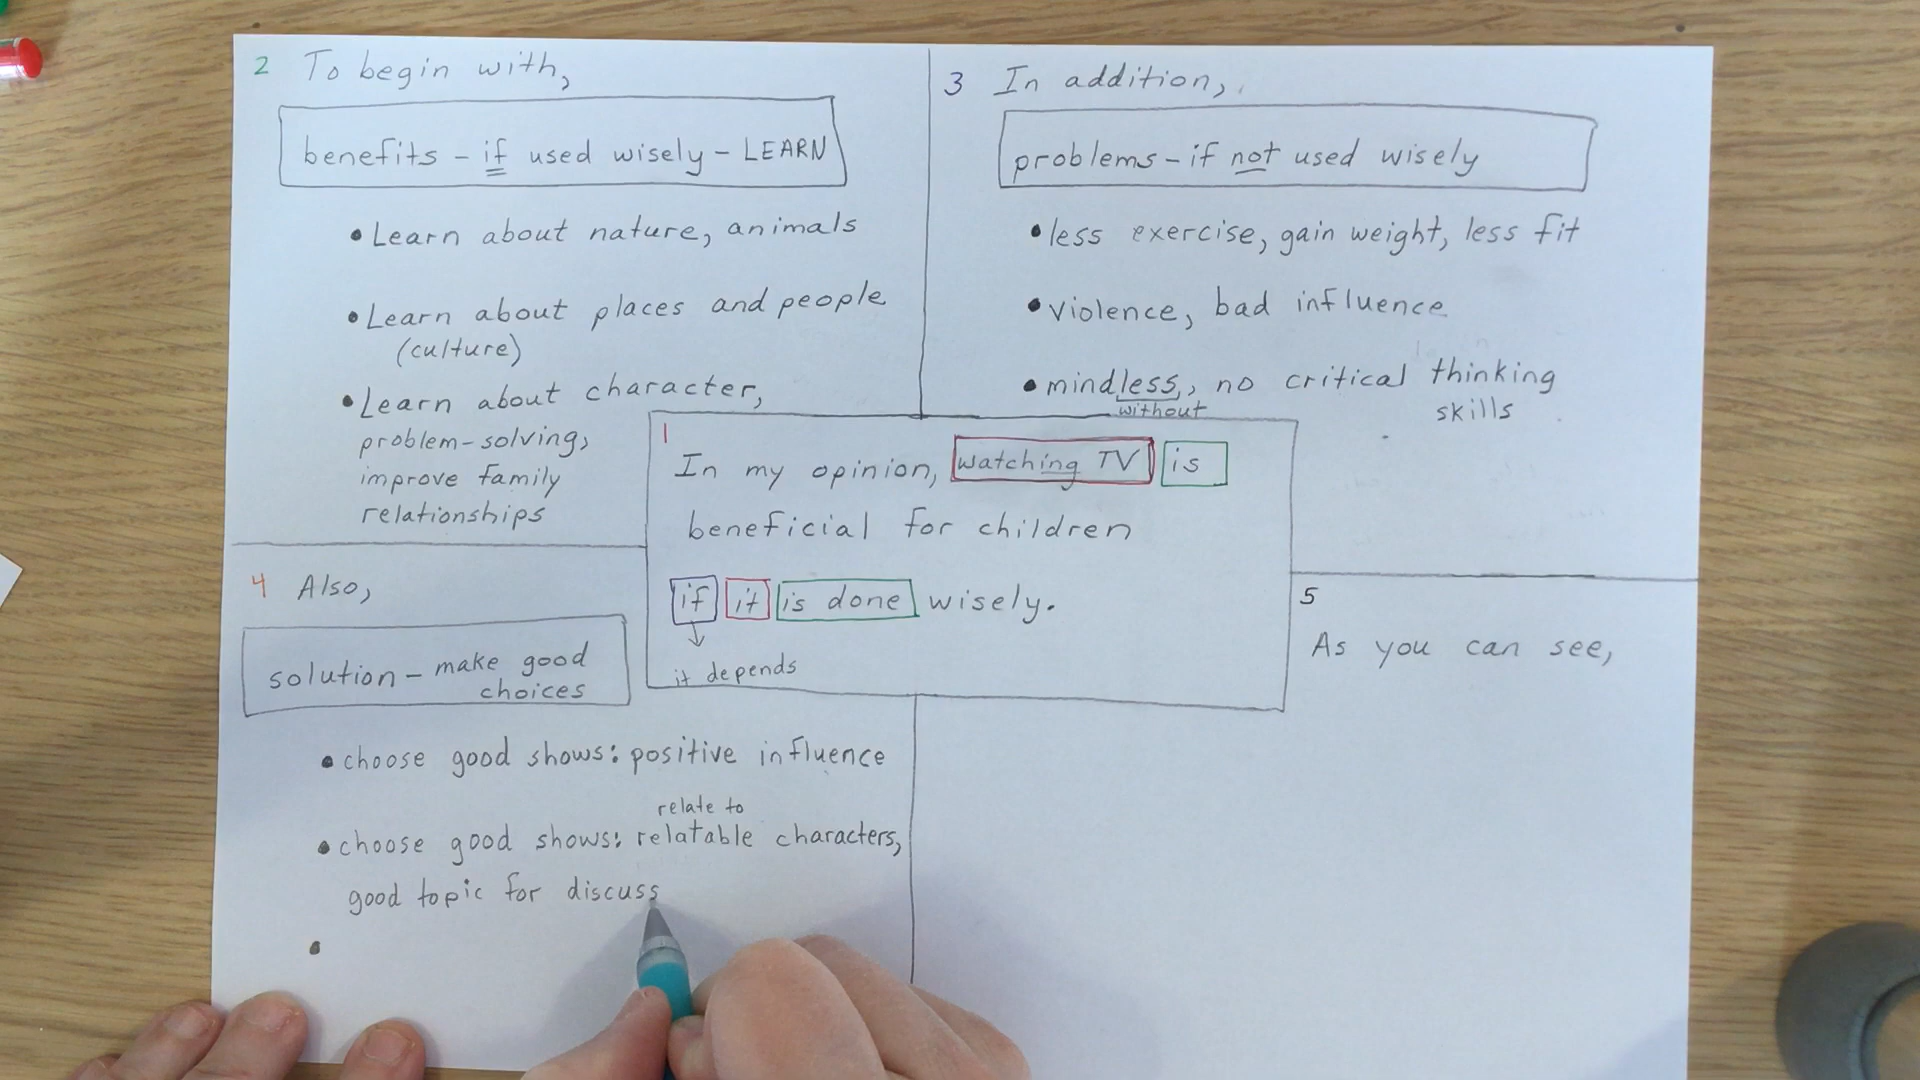 2 To begin with,
benefits - if used wisely - LEARN
• Learn about nature, animals
• Learn about places and people
(culture)
• Learn about character,
problem-solving,
improve family
relationships
3 In addition,
problems - if not used wisely
• less exercise, gain weight, less fit
• violence, bad influence
• mindless, no critical thinking
without
skills
1
In my opinion, watching TV is
beneficial for children
if it is done wisely.
it depends
4 Also,
solution - make good
choices
• choose good shows: positive influence
relate to
• choose good shows: relatable characters,
good topic for discuss
•
5
As you can see,